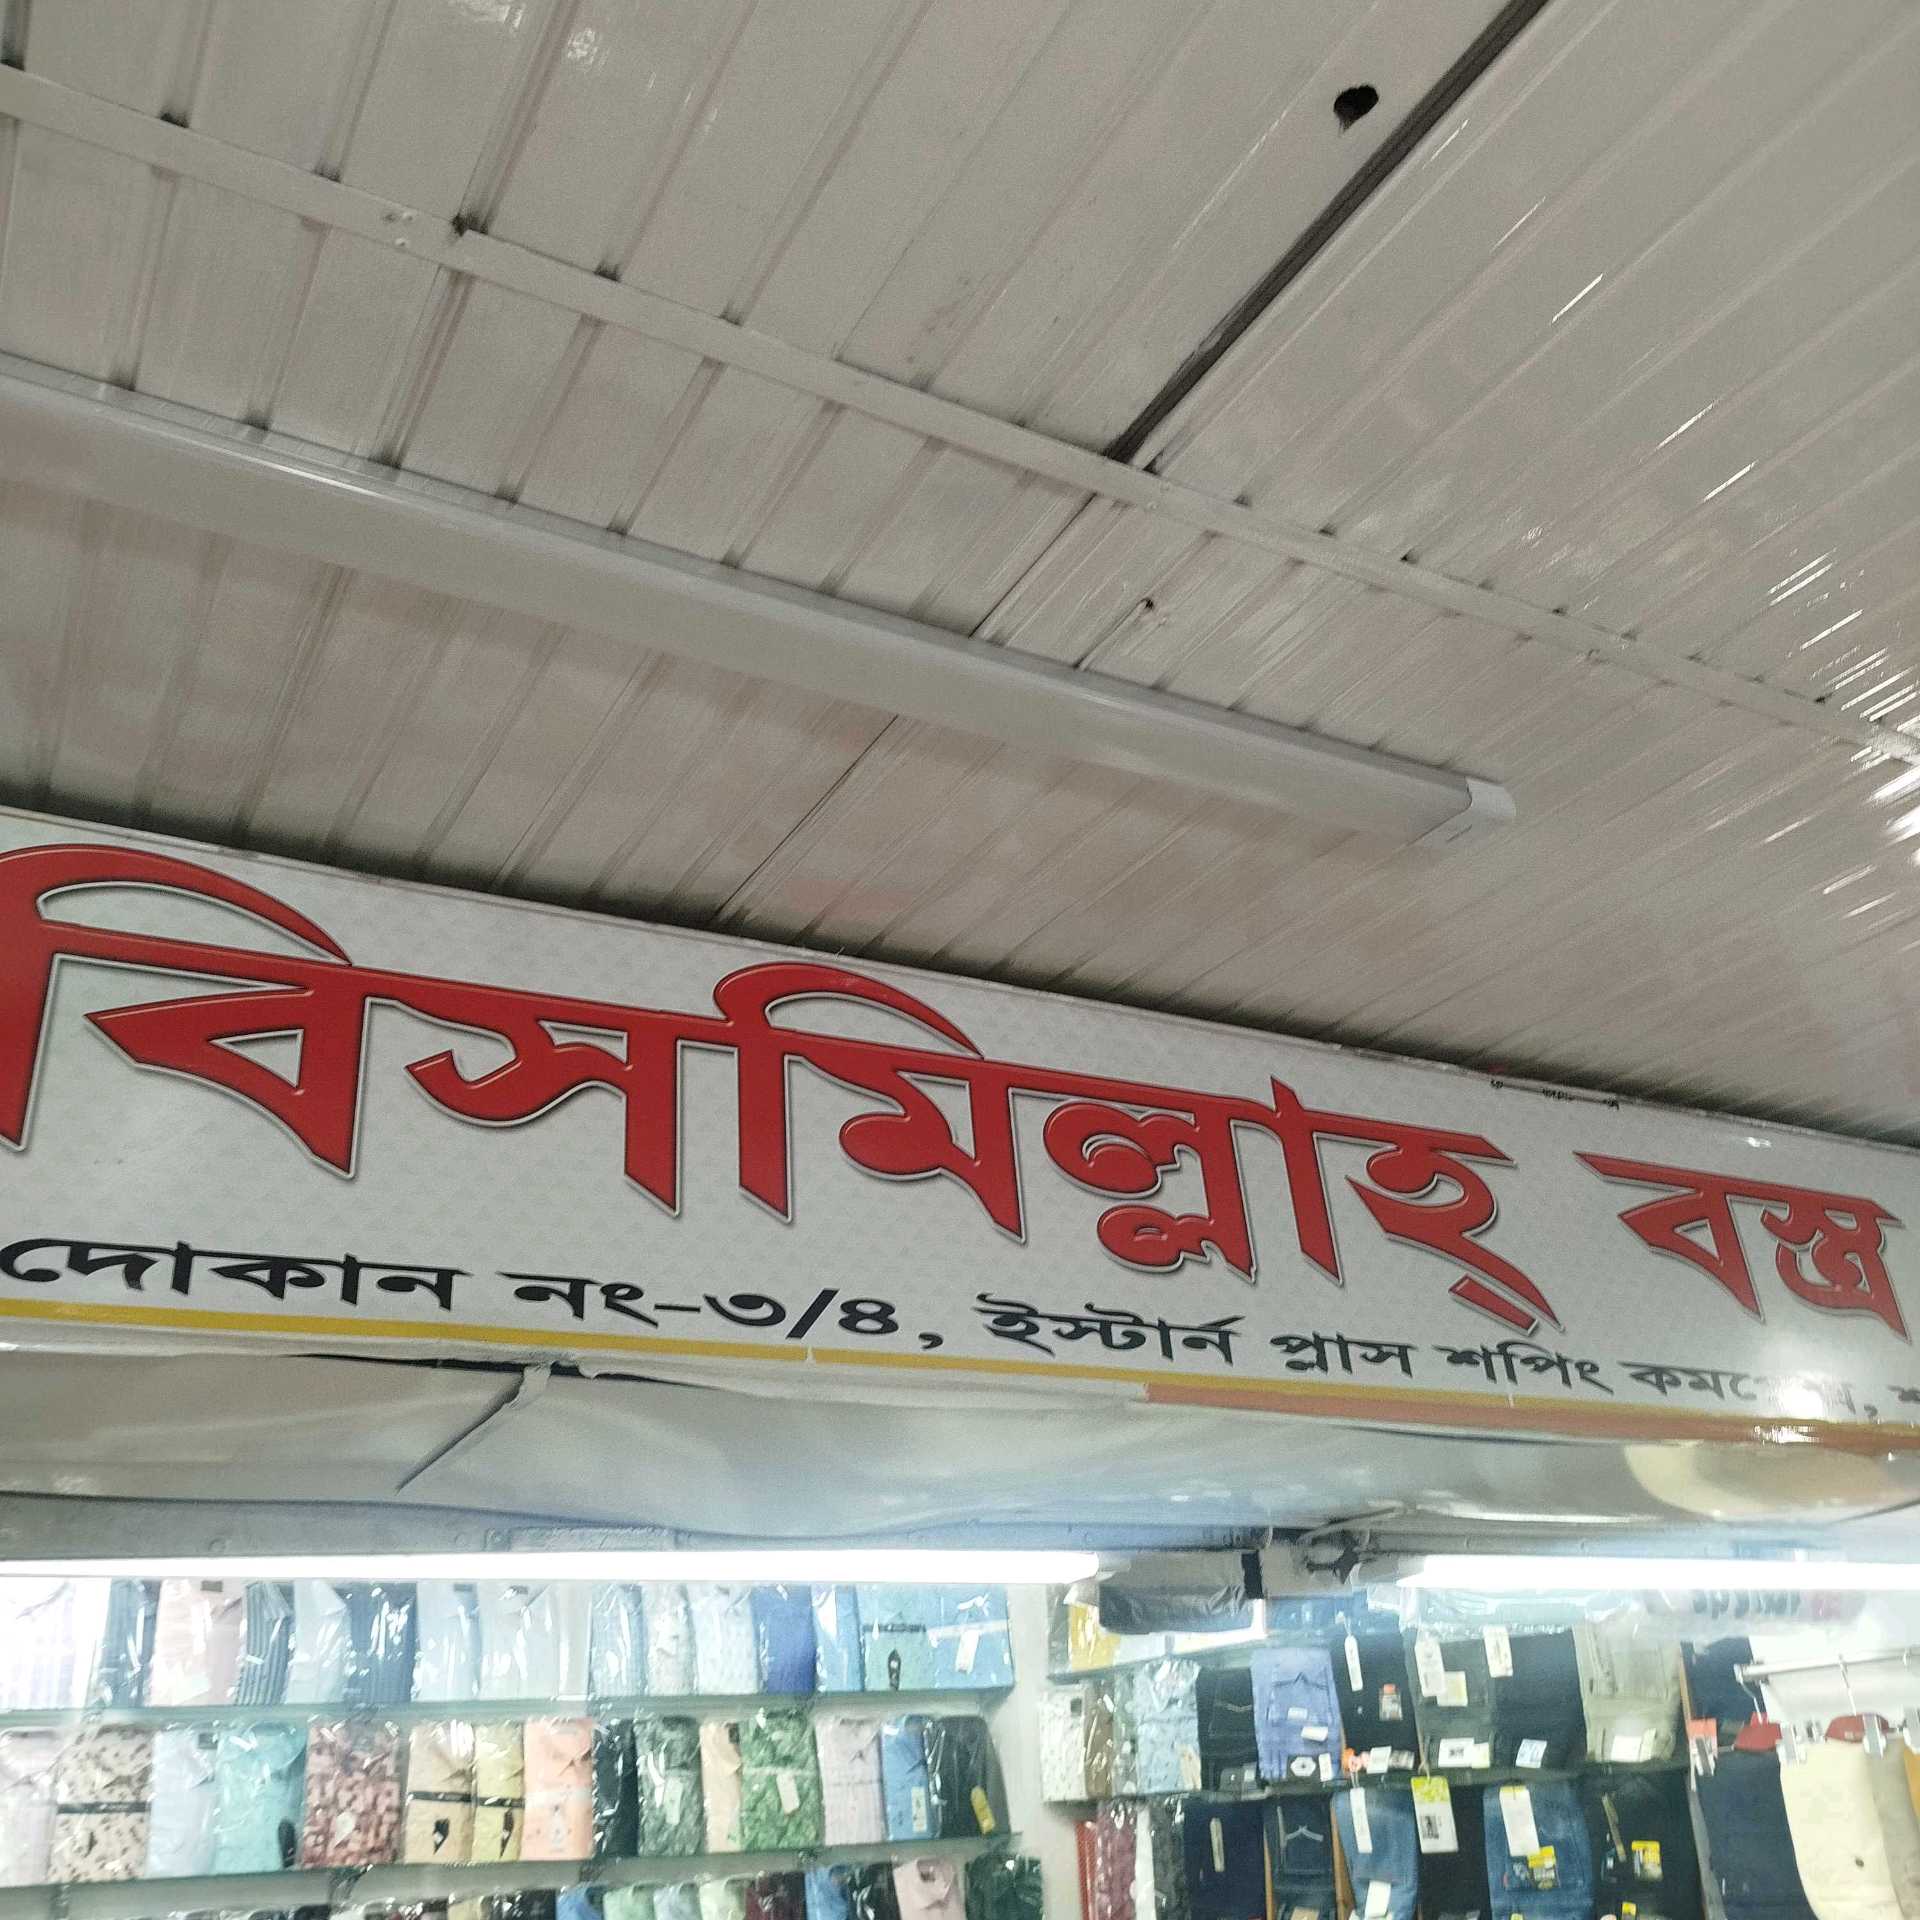 বিসমিল্লাহ্ বস্ত্র
দোকান নং-৩/৪, ইস্টার্ন প্লাস শপিং